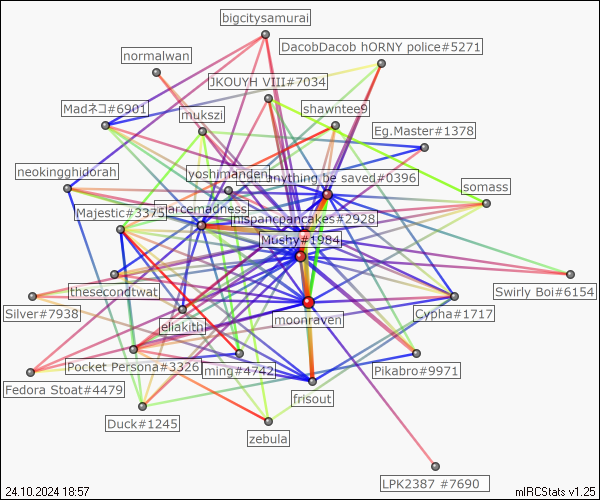 bigcitysamurai
DacobDacob hORNY police#5271
normalwan
JKOUYH VIII#7034
Madネコ#6901
shawntee9
mukszi
Eg.Master#1378
neokingghidorah
yoshimanden
anything be saved#0396
somass
Majestic#3375
larcemadness
hispancpancakes#2928
Mushy#1984
thesecondtwat
Swirly Boi#6154
Silver#7938
Cypha#1717
eliakith
moonraven
Pocket Persona#3326
ming#4742
Pikabro#9971
Fedora Stoat#4479
frisout
Duck#1245
zebula
LPK2387 #7690
24.10.2024 18:57
mIRCStats v1.25